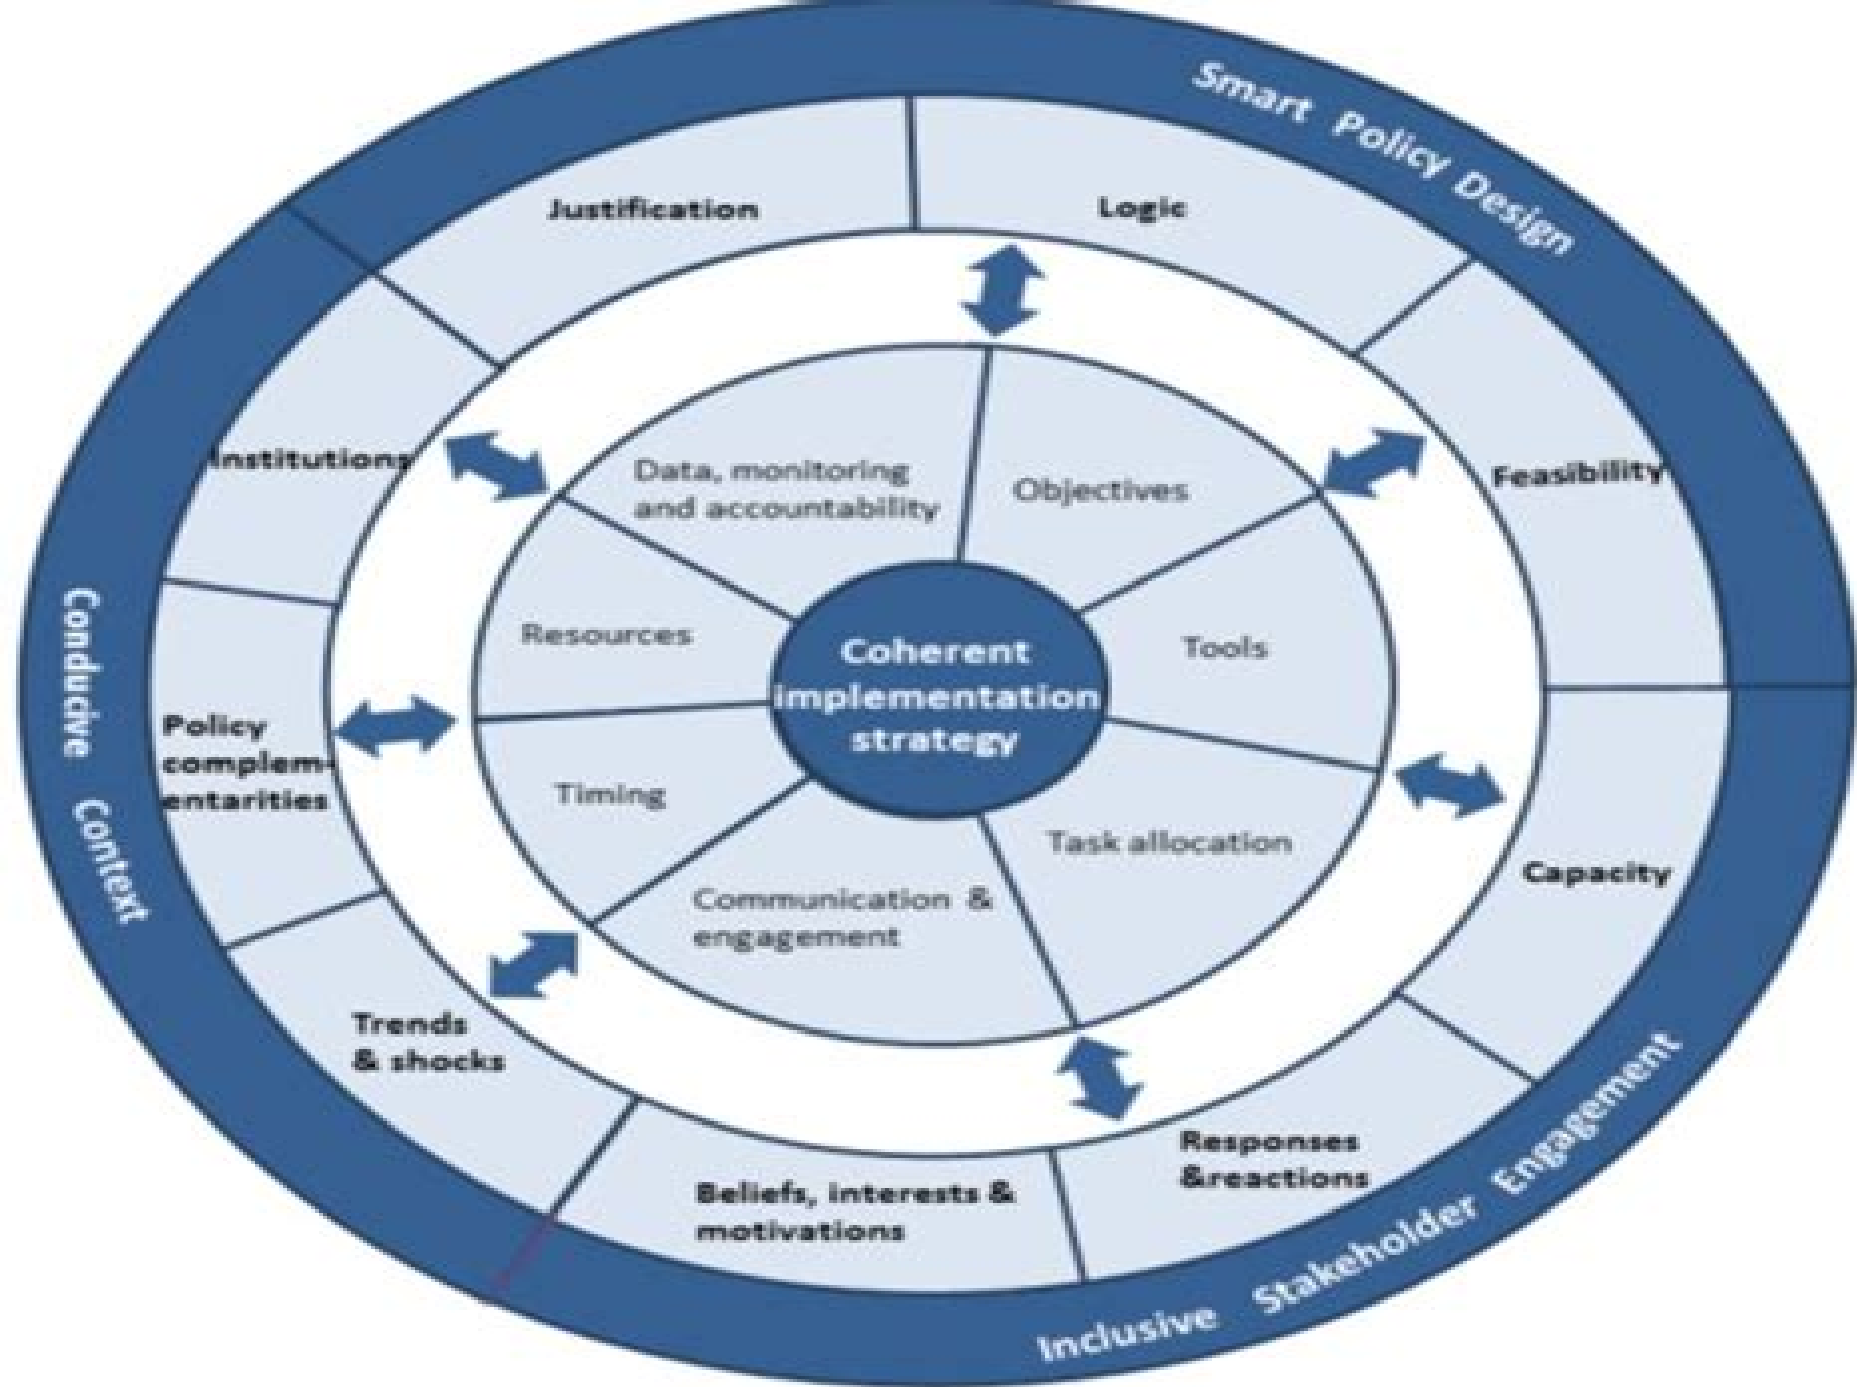 Smart Policy Design
Justification
Logic
Institutions
Feasibility
Data, monitoring
and accountability
Objectives
Resources
Tools
Coherent
implementation
strategy
Conducive Context
Policy
complem-
entarities
Timing
Task allocation
Capacity
Communication &
engagement
Trends
& shocks
Responses
&reactions
Beliefs, interests &
motivations
Inclusive Stakeholder Engagement